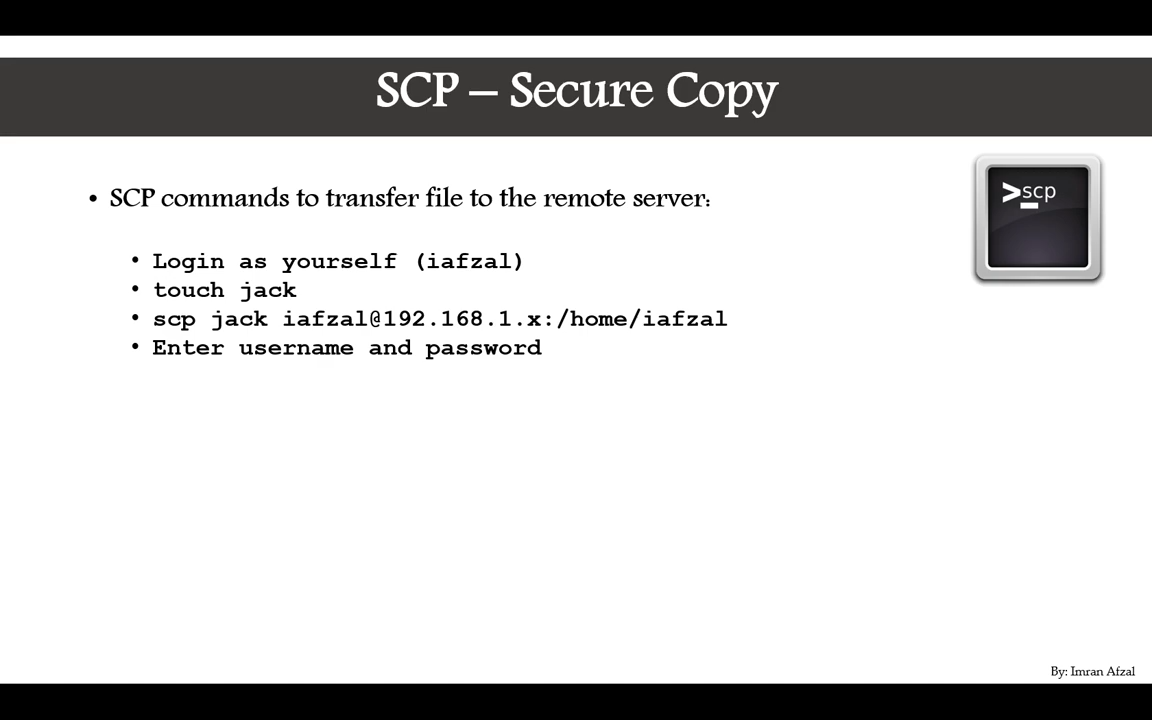 SCP – Secure Copy
>scp
• SCP commands to transfer file to the remote server:
• Login as yourself (iafzal)
• touch jack
• scp jack iafzal@192.168.1.x:/home/iafzal
• Enter username and password
By: Imran Afzal